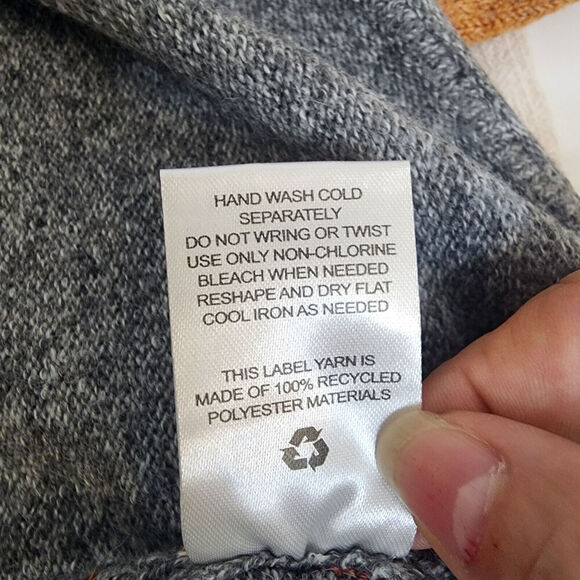 HAND WASH COLD
SEPARATELY
DO NOT WRING OR TWIST
USE ONLY NON-CHLORINE
BLEACH WHEN NEEDED
RESHAPE AND DRY FLAT
COOL IRON AS NEEDED
THIS LABEL YARN IS
MADE OF 100% RECYCLED
POLYESTER MATERIALS